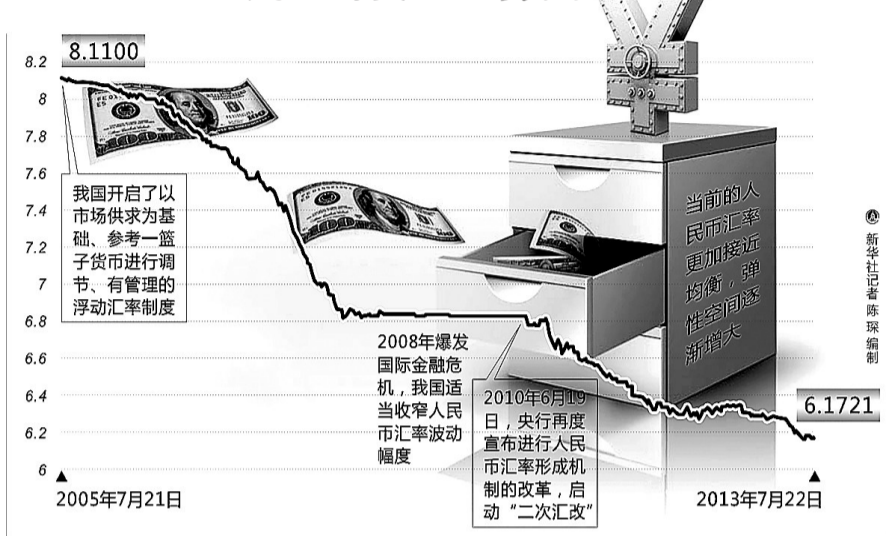 8.1100
8.2
8
7.8
7.6
7.4
7.2
7
6.8
6.6
6.4
6.2
6
我国开启了以
市场供求为基
础、参考一篮
子货币进行调
节、有管理的
浮动汇率制度
2008年爆发
国际金融危
机，我国适
当收窄人民
币汇率波动
幅度
2010年6月19
日，央行再度
宣布进行人民
币汇率形成机
制的改革，启
动“二次汇改”
当前的人
民币汇率
更加接近
均衡，弹
性空间逐
渐增大
6.1721
2005年7月21日
2013年7月22日
新华社记者 陈琛 编制